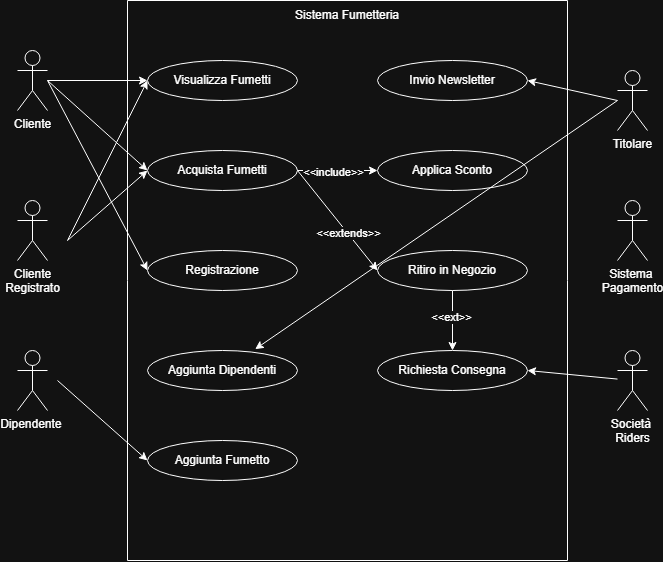 Sistema Fumetteria
Cliente
Visualizza Fumetti
Invio Newsletter
Titolare
Acquista Fumetti
<<include>>
Applica Sconto
<<extends>>
Cliente
Registrato
Registrazione
Ritiro in Negozio
Sistema
Pagamento
<<ext>>
Aggiunta Dipendenti
Richiesta Consegna
Dipendente
Società
Riders
Aggiunta Fumetto